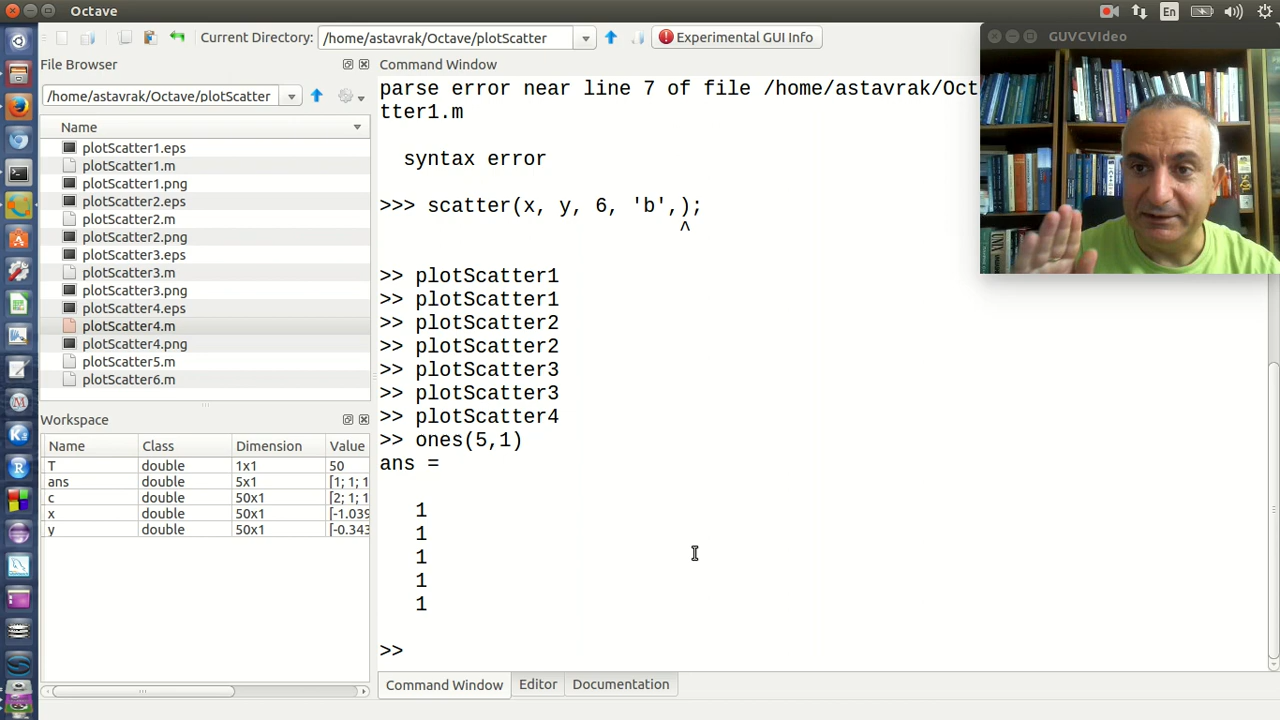 Octave
En
Current Directory:
/home/astavrak/Octave/plotScatter
Experimental GUI Info
GUVCVIdeo
File Browser
/home/astavrak/Octave/plotScatter
Name
plotScatter1.eps
plotScatter1.m
plotScatter1.png
plotScatter2.eps
plotScatter2.m
plotScatter2.png
plotScatter3.eps
plotScatter3.m
plotScatter3.png
plotScatter4.eps
plotScatter4.m
plotScatter4.png
plotScatter5.m
plotScatter6.m
Workspace
Name Class Dimension Value
T double 1x1 50
ans double 5x1 [1; 1; 1
c double 50x1 [2; 1; 1
x double 50x1 [-1.039
y double 50x1 [-0.343
Command Window
parse error near line 7 of file /home/astavrak/Oct
tter1.m
syntax error
>>> scatter(x, y, 6, 'b',);
^
>> plotScatter1
>> plotScatter1
>> plotScatter2
>> plotScatter2
>> plotScatter3
>> plotScatter3
>> plotScatter4
>> ones(5,1)
ans =
1
1
1
1
1
>>
Command Window Editor Documentation